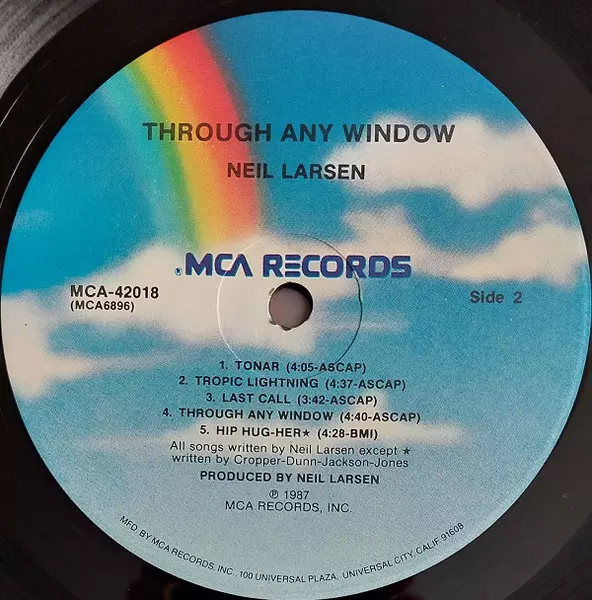 THROUGH ANY WINDOW
NEIL LARSEN
®MCA RECORDS
MCA-42018
(MCA6896)
Side 2
1. TONAR (4:05-ASCAP)
2. TROPIC LIGHTNING (4:37-ASCAP)
3. LAST CALL (3:42-ASCAP)
4. THROUGH ANY WINDOW (4:40-ASCAP)
5. HIP HUG-HER★ (4:28-BMI)
All songs written by Neil Larsen except ★
written by Cropper-Dunn-Jackson-Jones
PRODUCED BY NEIL LARSEN
℗ 1987
MCA RECORDS, INC.
MFD BY MCA RECORDS, INC., 100 UNIVERSAL PLAZA, UNIVERSAL CITY, CALIF 91608